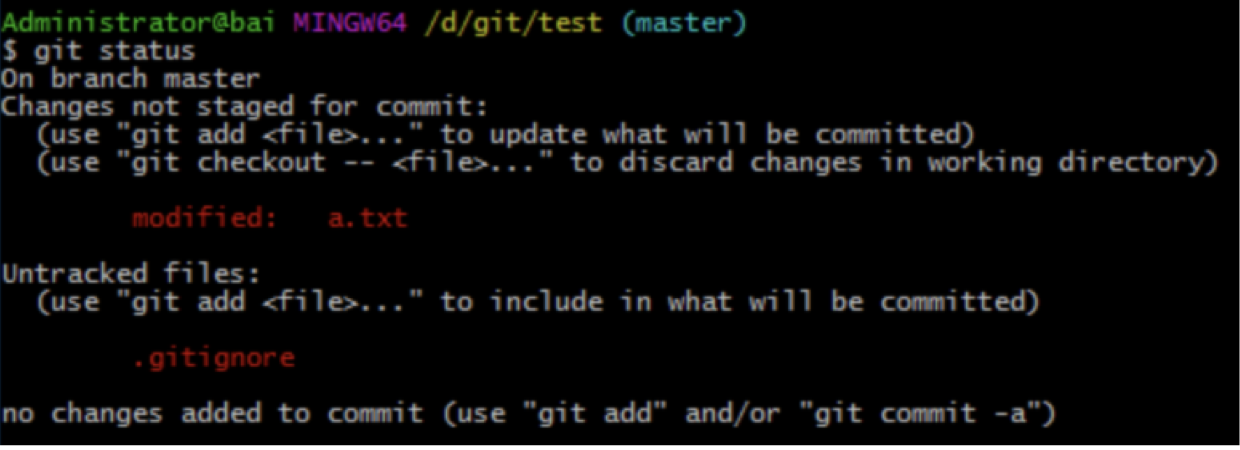 Administrator@bai MINGW64 /d/git/test (master)
$ git status
On branch master
Changes not staged for commit:
  (use "git add <file>..." to update what will be committed)
  (use "git checkout -- <file>..." to discard changes in working directory)

        modified:   a.txt

Untracked files:
  (use "git add <file>..." to include in what will be committed)

        .gitignore

no changes added to commit (use "git add" and/or "git commit -a")